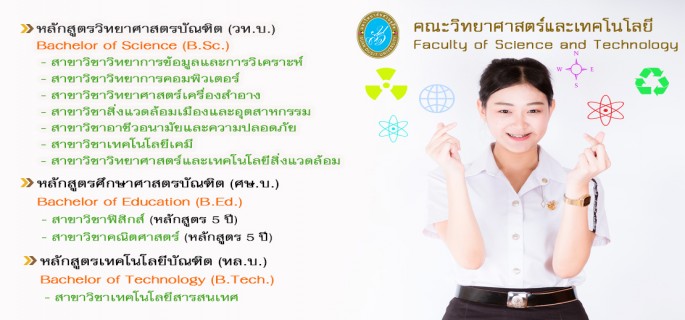 หลักสูตรวิทยาศาสตรบัณฑิต (วท.บ.)
Bachelor of Science (B.Sc.)
- สาขาวิชาวิทยาการข้อมูลและการวิเคราะห์
- สาขาวิชาวิทยาการคอมพิวเตอร์
- สาขาวิชาวิทยาศาสตร์เครื่องสำอาง
- สาขาวิชาสิ่งแวดล้อมเมืองและอุตสาหกรรม
- สาขาวิชาอาชีวอนามัยและความปลอดภัย
- สาขาวิชาเทคโนโลยีเคมี
- สาขาวิชาวิทยาศาสตร์และเทคโนโลยีสิ่งแวดล้อม
หลักสูตรศึกษาศาสตรบัณฑิต (ศษ.บ.)
Bachelor of Education (B.Ed.)
- สาขาวิชาฟิสิกส์ (หลักสูตร 5 ปี)
- สาขาวิชาคณิตศาสตร์ (หลักสูตร 5 ปี)
หลักสูตรเทคโนโลยีบัณฑิต (ทล.บ.)
Bachelor of Technology (B.Tech.)
- สาขาวิชาเทคโนโลยีสารสนเทศ
คณะวิทยาศาสตร์และเทคโนโลยี
Faculty of Science and Technology
N
W E
S